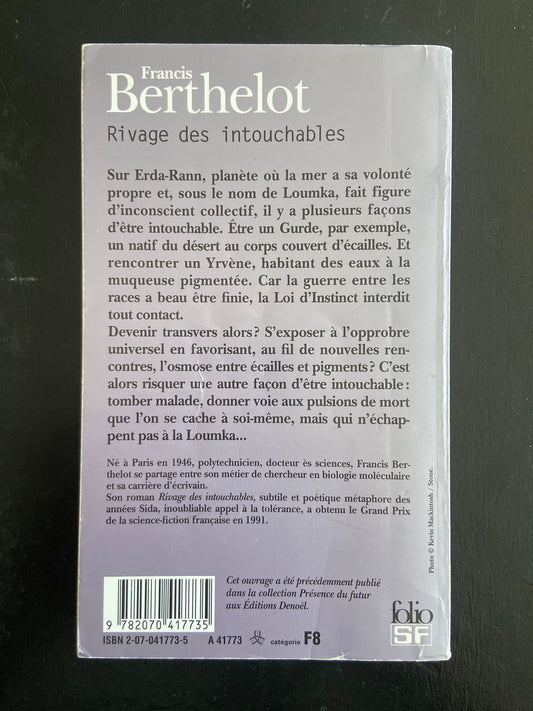 Francis
Berthelot
Rivage des intouchables
Sur Erda-Rann, planète où la mer a sa volonté
propre et, sous le nom de Loumka, fait figure
d'inconscient collectif, il y a plusieurs façons
d'être intouchable. Être un Gurde, par exemple,
un natif du désert au corps couvert d'écailles. Et
rencontrer un Yrvène, habitant des eaux à la
muqueuse pigmentée. Car la guerre entre les
races a beau être finie, la Loi d'Instinct interdit
tout contact.
Devenir transvers alors? S'exposer à l'opprobre
universel en favorisant, au fil de nouvelles ren-
contres, l'osmose entre écailles et pigments? C'est
alors risquer une autre façon d'être intouchable:
tomber malade, donner voie aux pulsions de mort
que l'on se cache à soi-même, mais qui n'échap-
pent pas à la Loumka...
Né à Paris en 1946, polytechnicien, docteur ès sciences, Francis Ber-
thelot se partage entre son métier de chercheur en biologie moléculaire
et sa carrière d'écrivain.
Son roman Rivage des intouchables, subtile et poétique métaphore des
années Sida, inoubliable appel à la tolérance, a obtenu le Grand Prix
de la science-fiction française en 1991.
Photo © Kevin Mackintosh / Stone.
Cet ouvrage a été précédemment publié
dans la collection Présence du futur
aux Éditions Denoël.
9 782070 417735
ISBN 2-07-041773-5 A 41773 catégorie F8
folio
SF